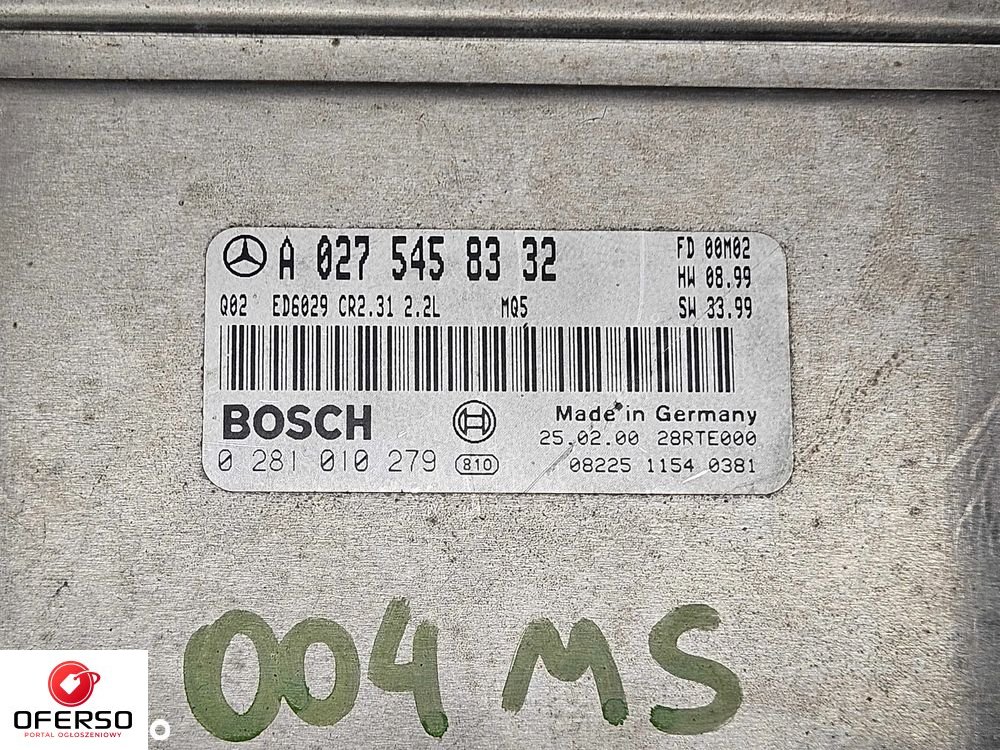 A 027 545 83 32
FD 00M02
HW 08.99
Q02 ED6029 CR2.31 2.2L MQ5
SW 33.99
BOSCH
Made in Germany
25.02.00 28RTE000
0 281 010 279 810
08225 1154 0381
004 MS
OFERSO
PORTAL OGŁOSZENIOWY